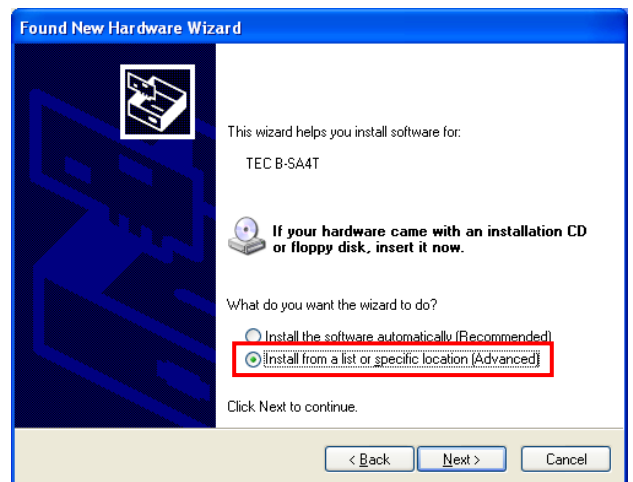 Found New Hardware Wizard
This wizard helps you install software for:
TEC B-SA4T
If your hardware came with an installation CD
or floppy disk, insert it now.
What do you want the wizard to do?
Install the software automatically (Recommended)
Install from a list or specific location (Advanced)
Click Next to continue.
< Back
Next >
Cancel